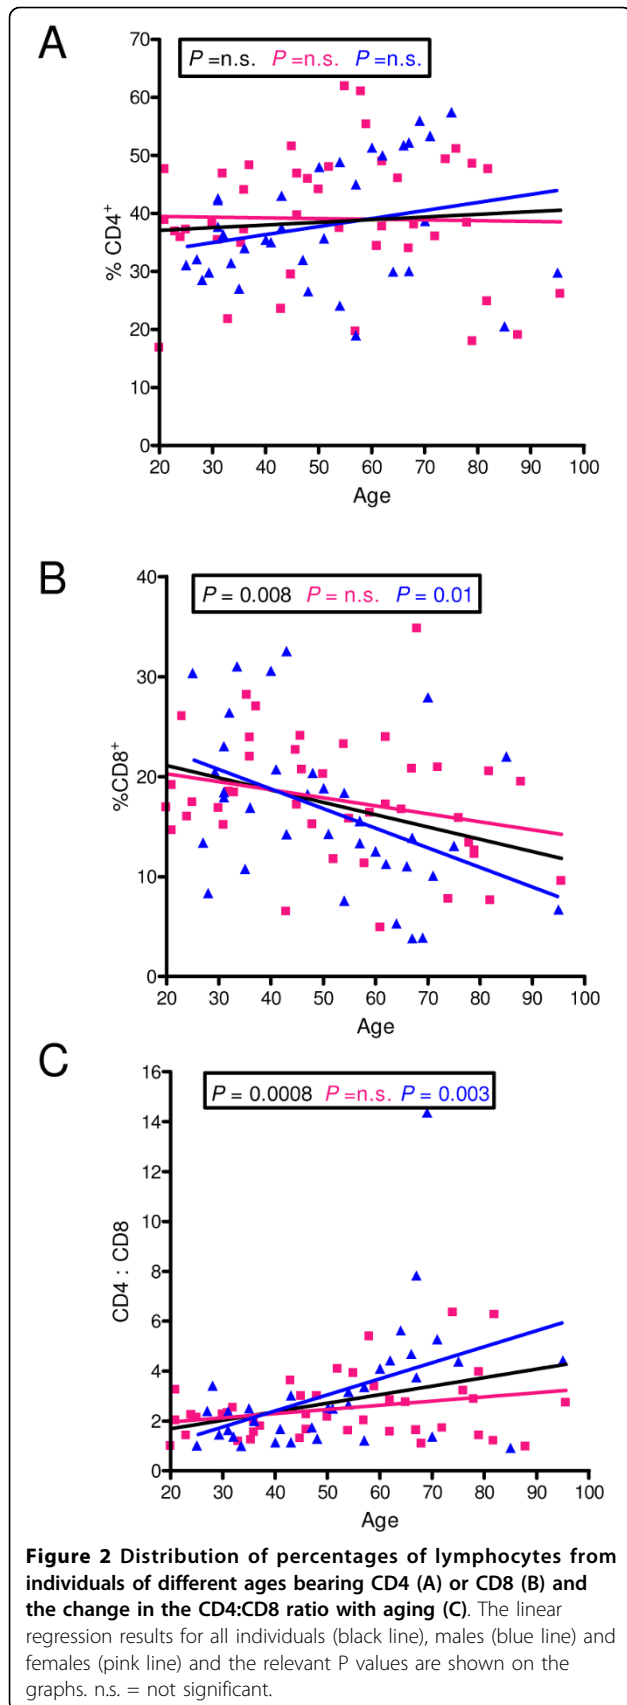 A
P =n.s. P =n.s. P =n.s.
70
60
50
40
30
20
10
0
% CD4+
20 30 40 50 60 70 80 90 100
Age
B
P = 0.008 P = n.s. P = 0.01
40
30
20
10
0
%CD8+
20 30 40 50 60 70 80 90 100
Age
C
P = 0.0008 P =n.s. P = 0.003
16
14
12
10
8
6
4
2
0
CD4 : CD8
20 30 40 50 60 70 80 90 100
Age
Figure 2 Distribution of percentages of lymphocytes from
individuals of different ages bearing CD4 (A) or CD8 (B) and
the change in the CD4:CD8 ratio with aging (C). The linear
regression results for all individuals (black line), males (blue line) and
females (pink line) and the relevant P values are shown on the
graphs. n.s. = not significant.